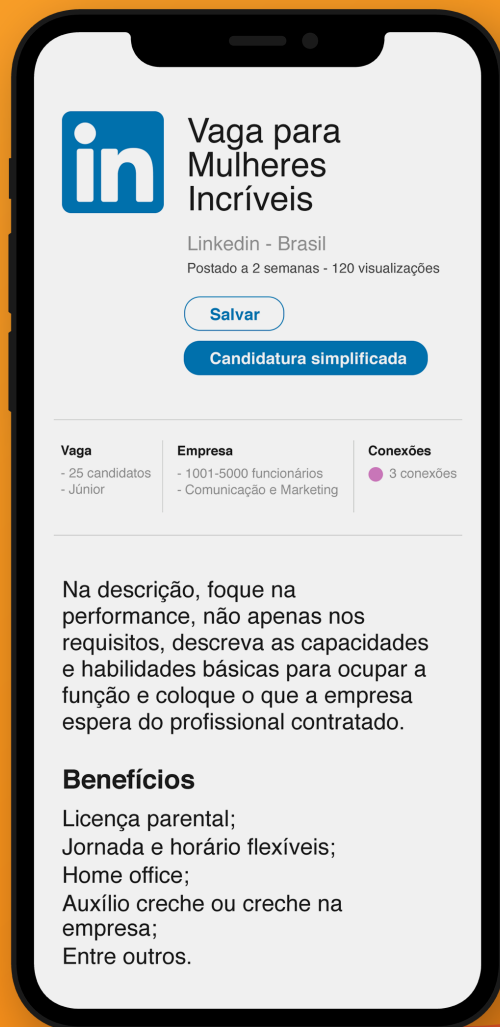 in
Vaga para
Mulheres
Incríveis
Linkedin - Brasil
Postado a 2 semanas - 120 visualizações
Salvar
Candidatura simplificada
Vaga
- 25 candidatos
- Júnior
Empresa
- 1001-5000 funcionários
- Comunicação e Marketing
Conexões
3 conexões
Na descrição, foque na
performance, não apenas nos
requisitos, descreva as capacidades
e habilidades básicas para ocupar a
função e coloque o que a empresa
espera do profissional contratado.
Benefícios
Licença parental;
Jornada e horário flexíveis;
Home office;
Auxílio creche ou creche na
empresa;
Entre outros.